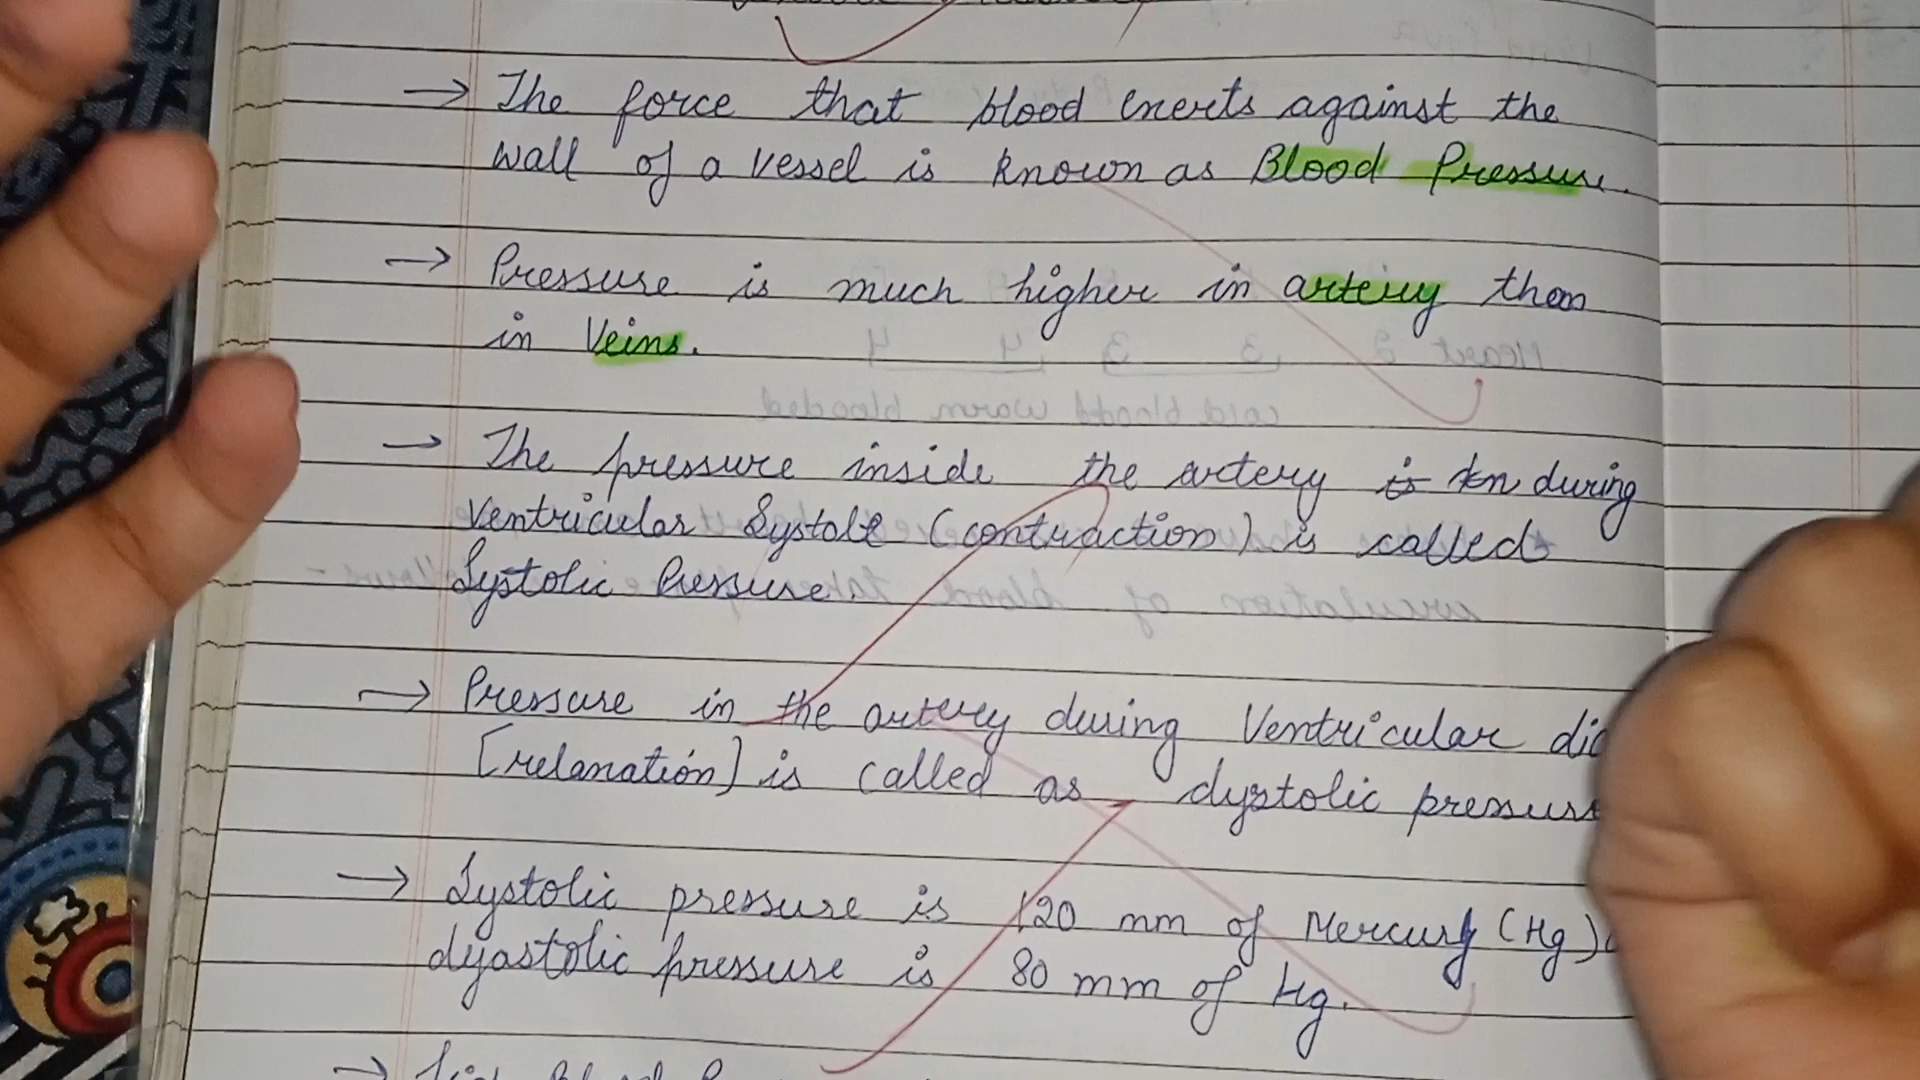 → The force that blood exerts against the
wall of a vessel is known as Blood Pressure.
→ Pressure is much higher in artery than
in Veins.
→ The pressure inside the artery is during
Ventricular Systole (contraction) is called
Systolic Pressure
→ Pressure in the artery during Ventricular
[relaxation] is called as dystolic pressure
→ Systolic pressure is 120 mm of Mercury (Hg)
dyastolic pressure is 80 mm of Hg.
→